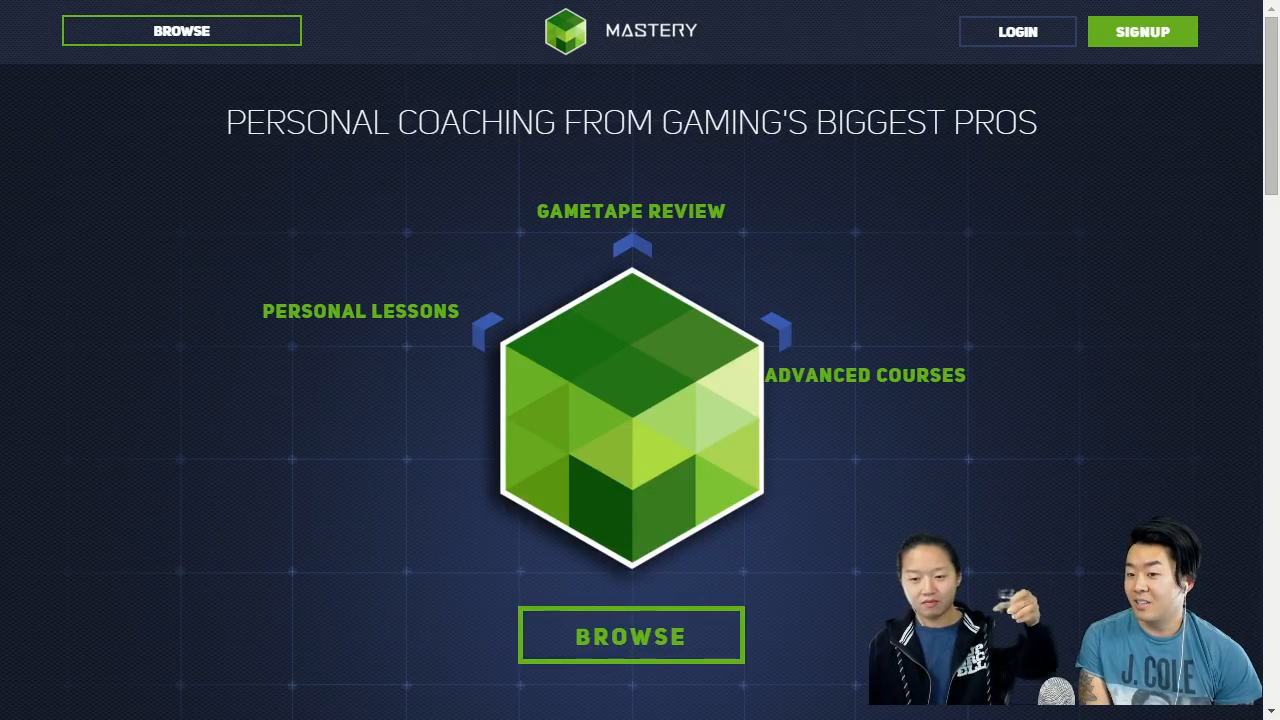 BROWSE
MASTERY
LOGIN
SIGNUP
PERSONAL COACHING FROM GAMING'S BIGGEST PROS
GAMETAPE REVIEW
PERSONAL LESSONS
ADVANCED COURSES
BROWSE
J. COLE